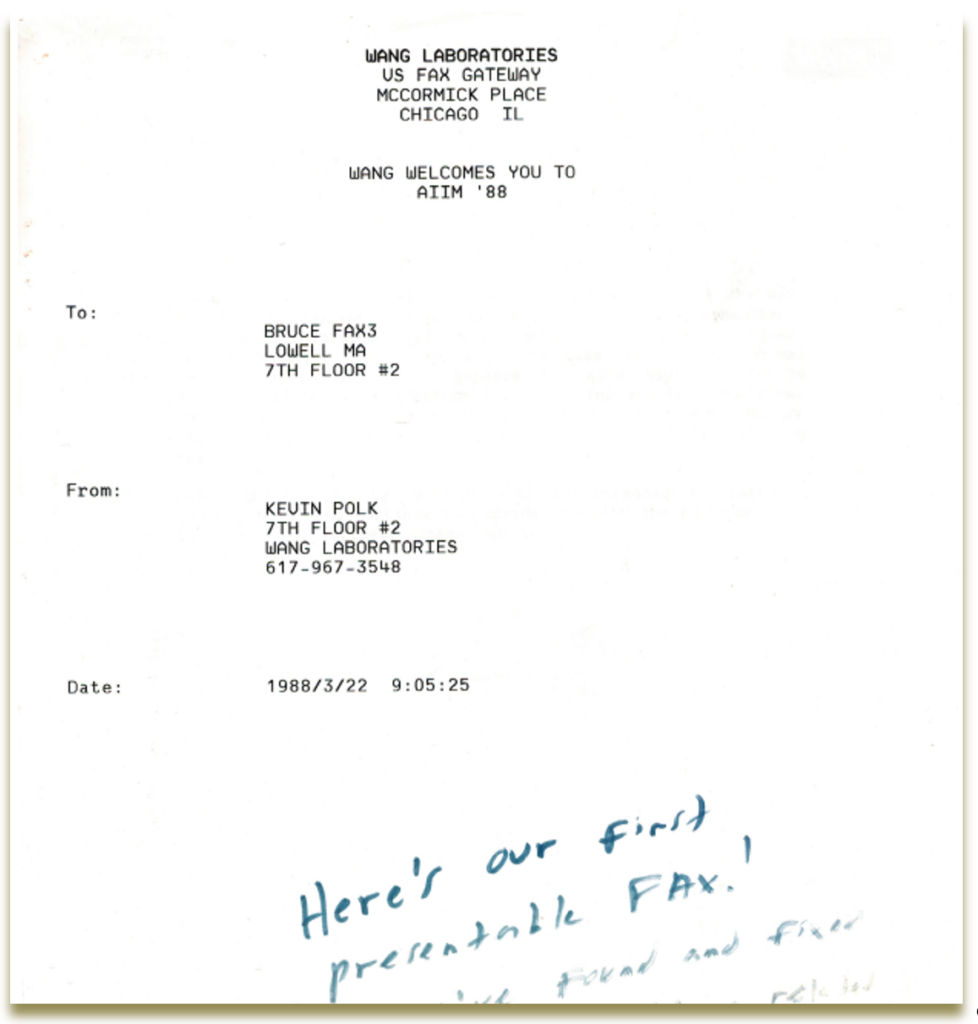 WANG LABORATORIES
US FAX GATEWAY
MCCORMICK PLACE
CHICAGO IL
WANG WELCOMES YOU TO
AIIM '88
To:
BRUCE FAX3
LOWELL MA
7TH FLOOR #2
From:
KEVIN POLK
7TH FLOOR #2
WANG LABORATORIES
617-967-3548
Date: 1988/3/22 9:05:25
Here's our first
presentable FAX.!
found and fixed
related